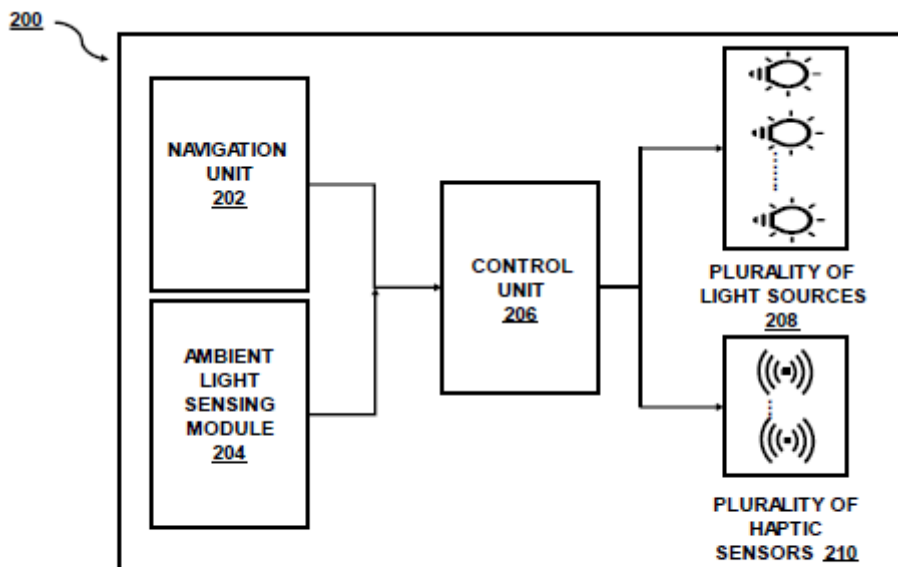 200
NAVIGATION
UNIT
202
AMBIENT
LIGHT
SENSING
MODULE
204
CONTROL
UNIT
206
PLURALITY OF
LIGHT SOURCES
208
PLURALITY OF
HAPTIC
SENSORS 210